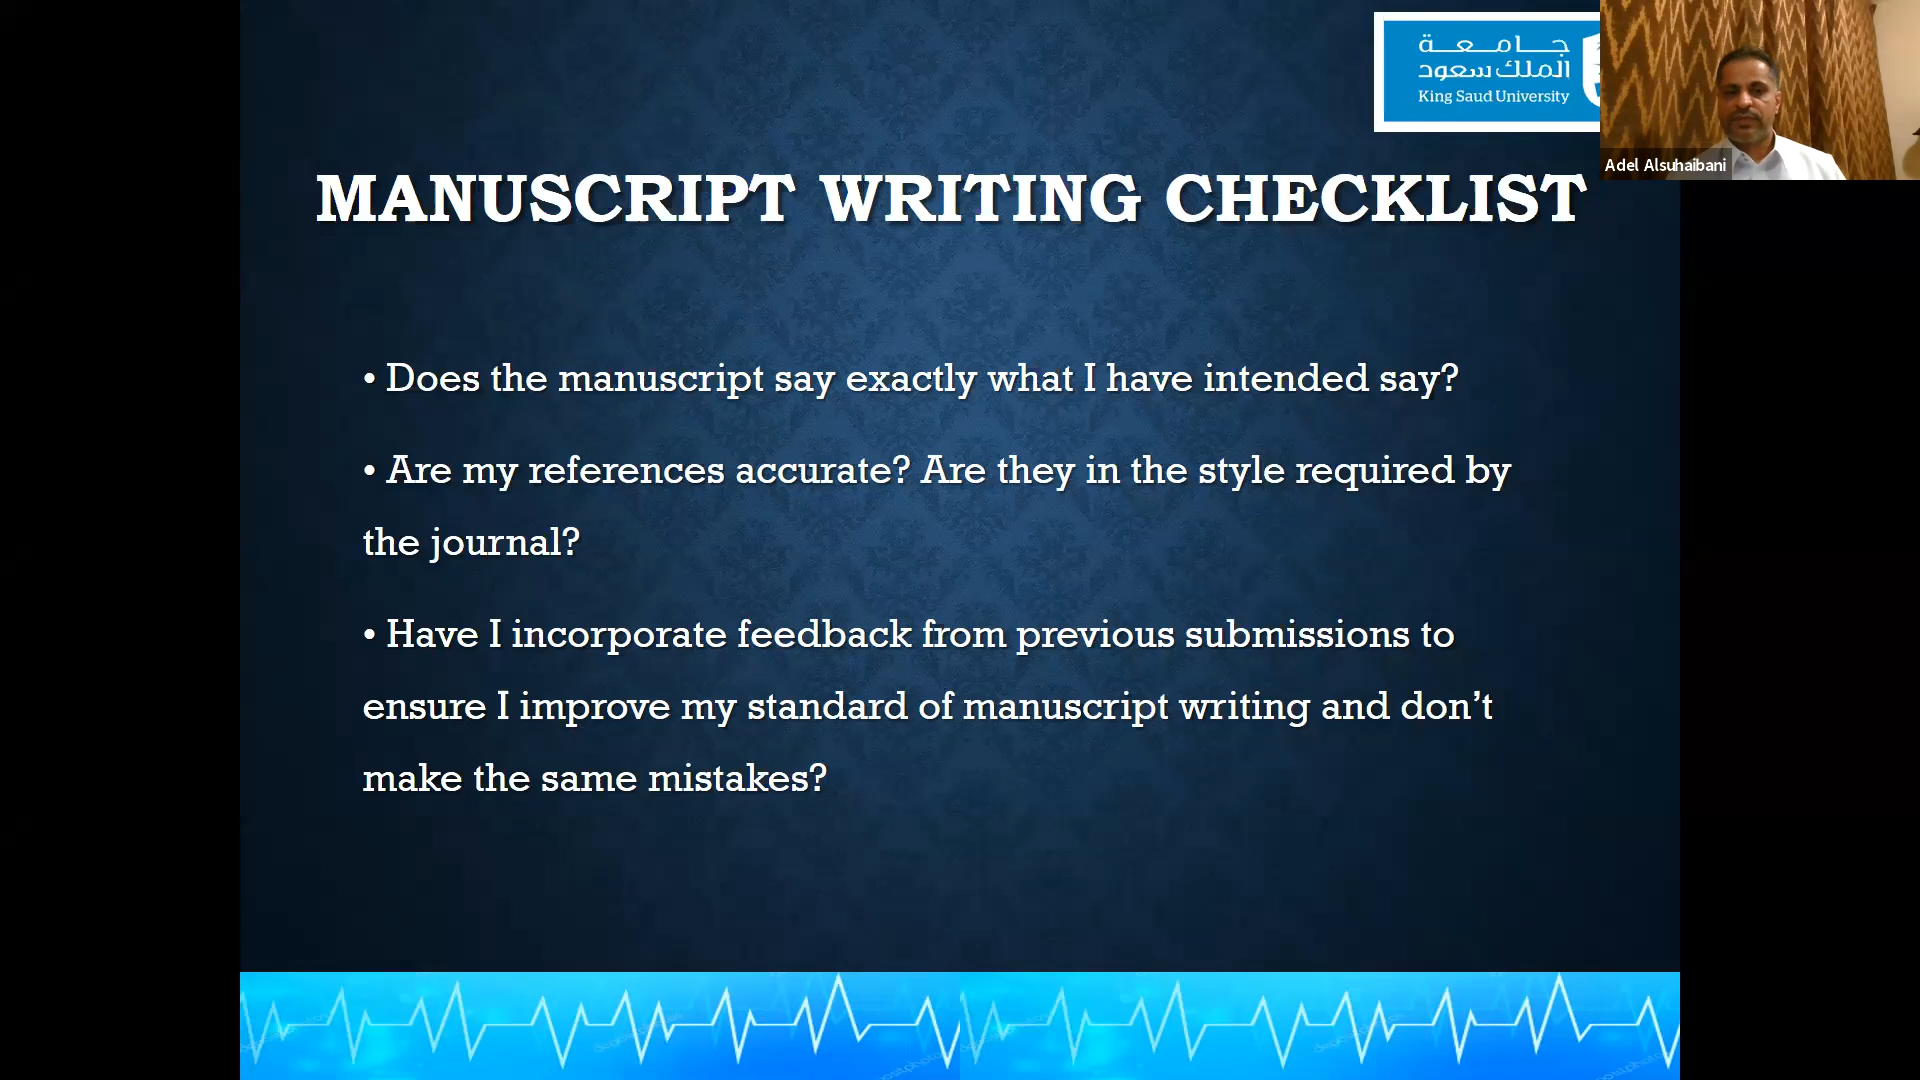 جامعة
الملك سعود
King Saud University
Adel Alsuhaibani
MANUSCRIPT WRITING CHECKLIST
• Does the manuscript say exactly what I have intended say?
• Are my references accurate? Are they in the style required by
the journal?
• Have I incorporate feedback from previous submissions to
ensure I improve my standard of manuscript writing and don’t
make the same mistakes?